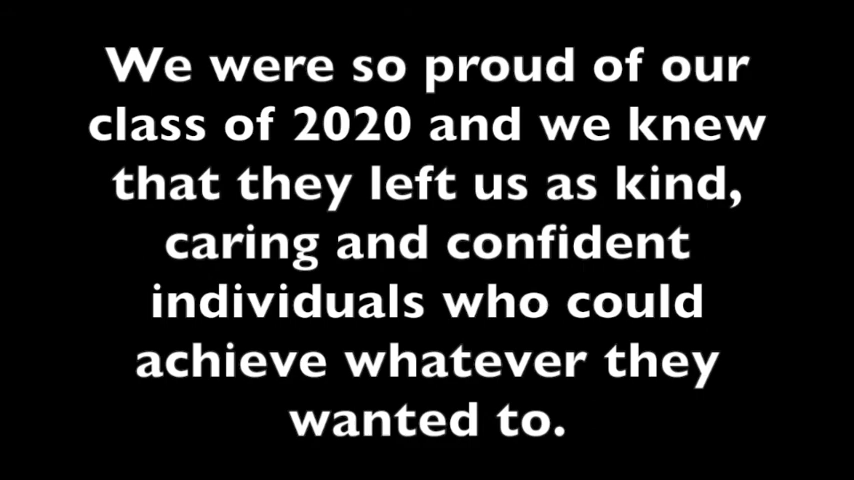 We were so proud of our
class of 2020 and we knew
that they left us as kind,
caring and confident
individuals who could
achieve whatever they
wanted to.